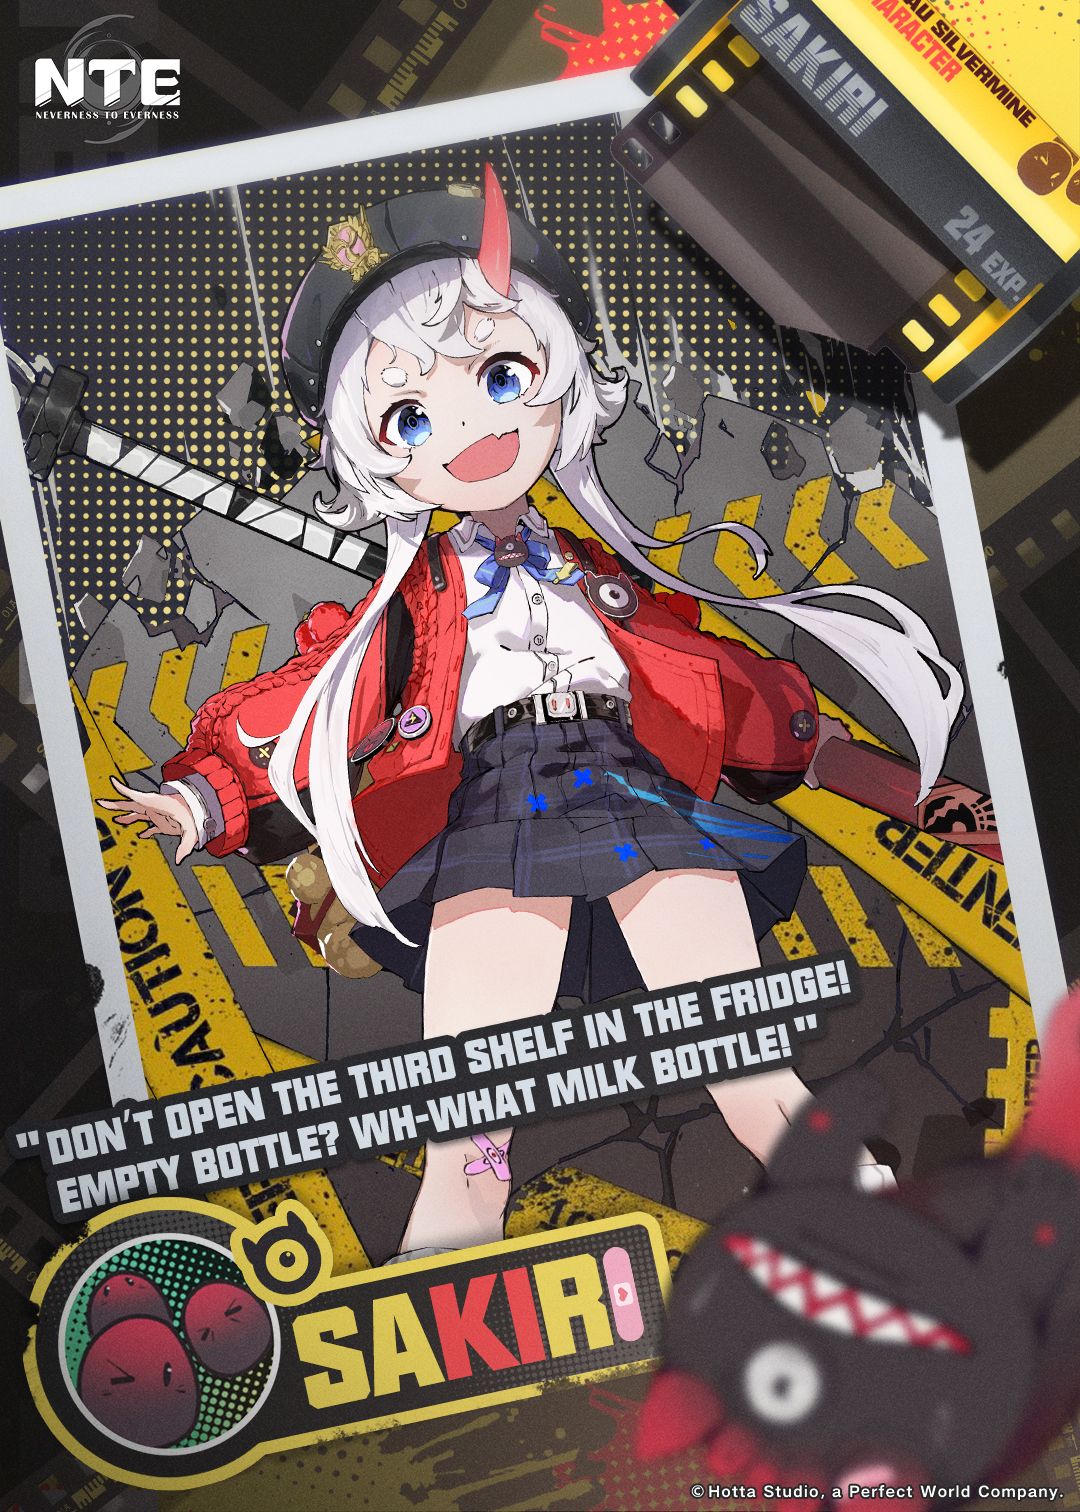 NTE
NEVERNESS TO EVERNESS
SAKIRI
AU SILVERMINE
CHARACTER
24 EXP.
CAUTION
ENTER
"DON'T OPEN THE THIRD SHELF IN THE FRIDGE!
EMPTY BOTTLE? WH-WHAT MILK BOTTLE!"
SAKIRI
©Hotta Studio, a Perfect World Company.